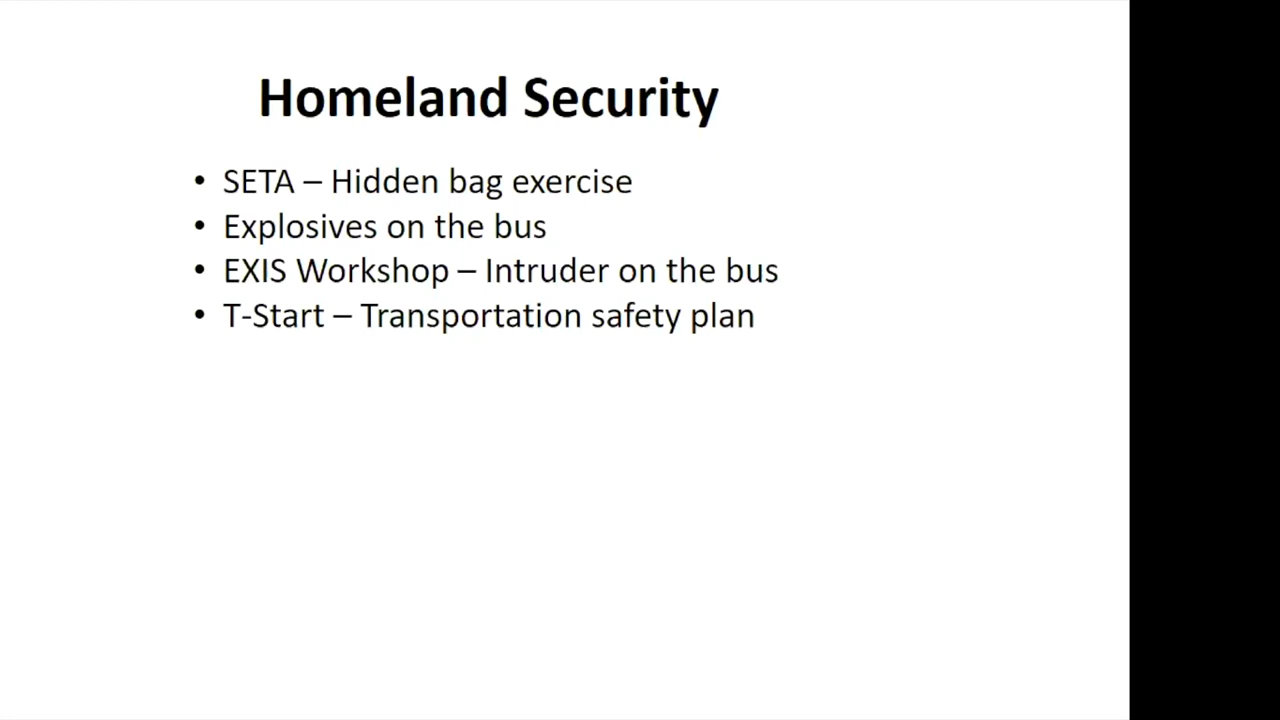 Homeland Security
• SETA – Hidden bag exercise
• Explosives on the bus
• EXIS Workshop – Intruder on the bus
• T-Start – Transportation safety plan